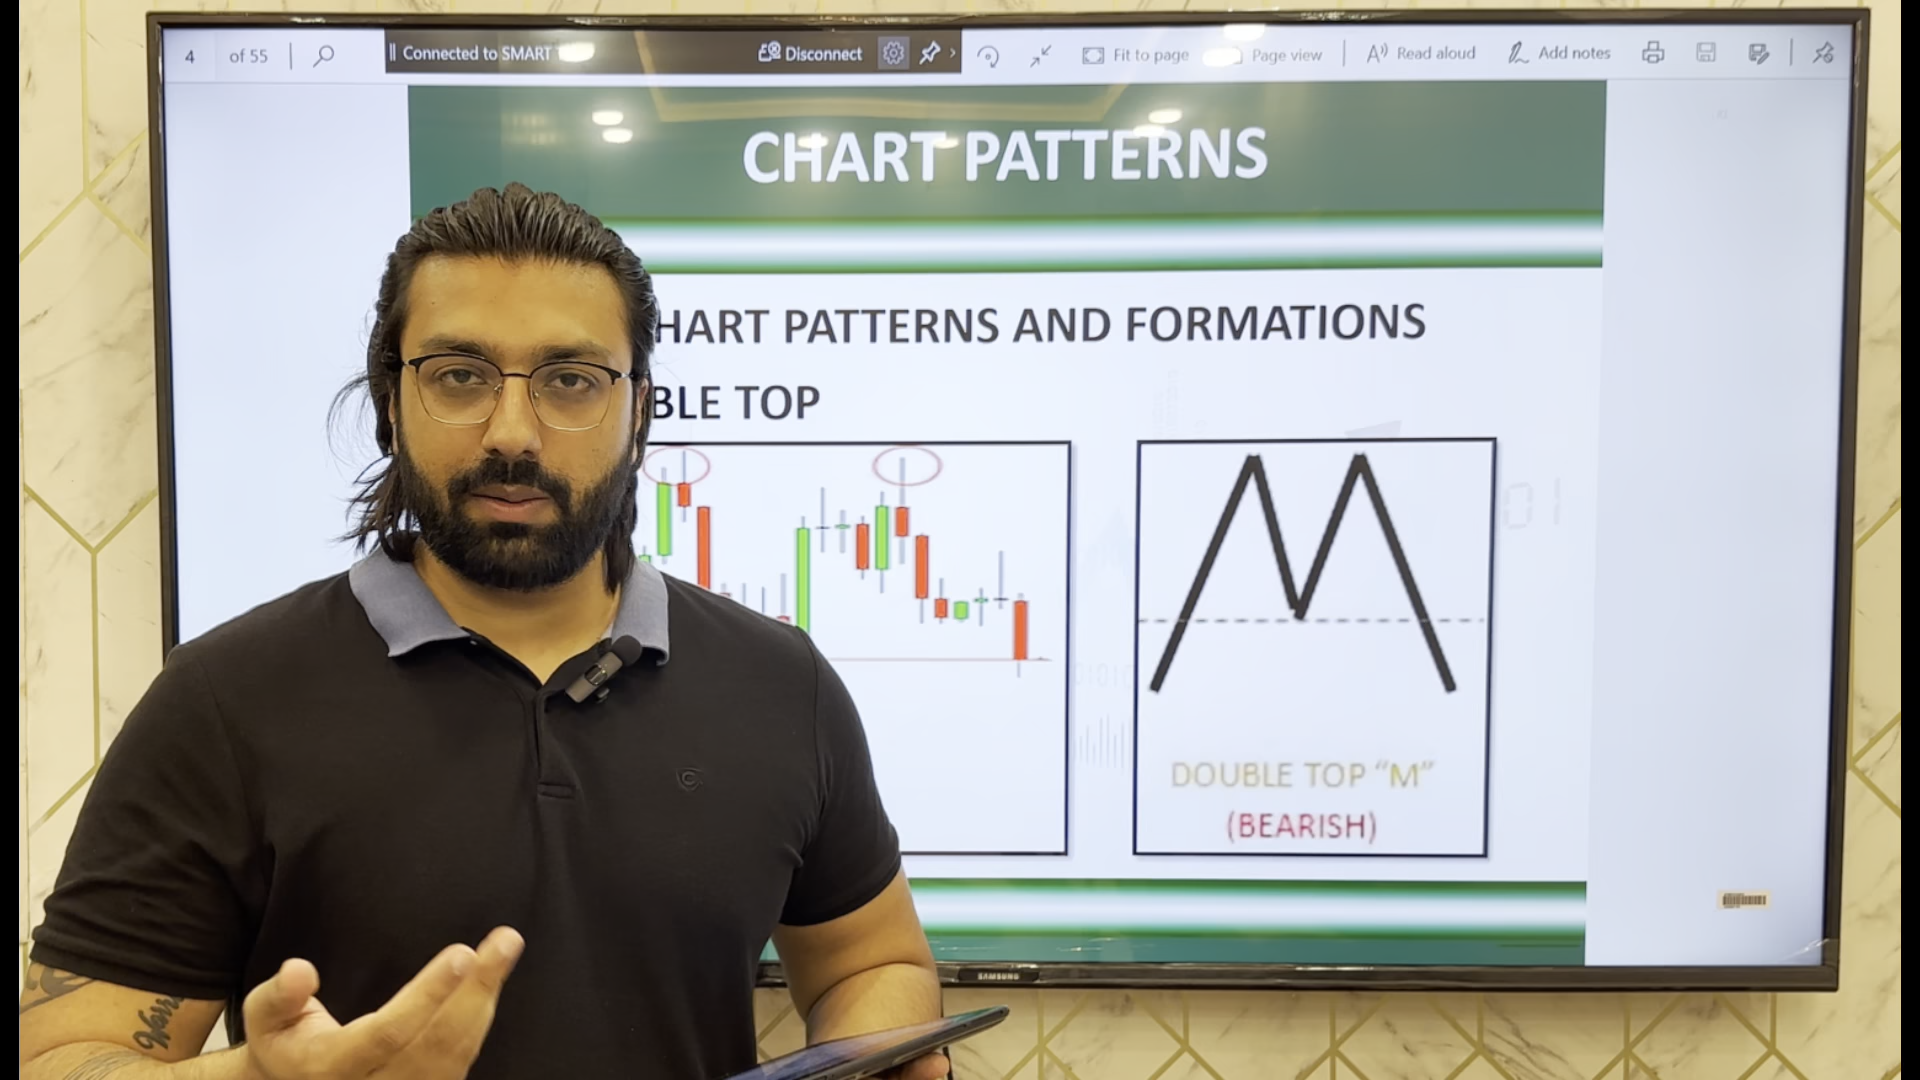 4 of 55 Connected to SMART Disconnect Fit to page Page view Read aloud Add notes
CHART PATTERNS
HART PATTERNS AND FORMATIONS
BLE TOP
DOUBLE TOP “M”
(BEARISH)
SAMSUNG